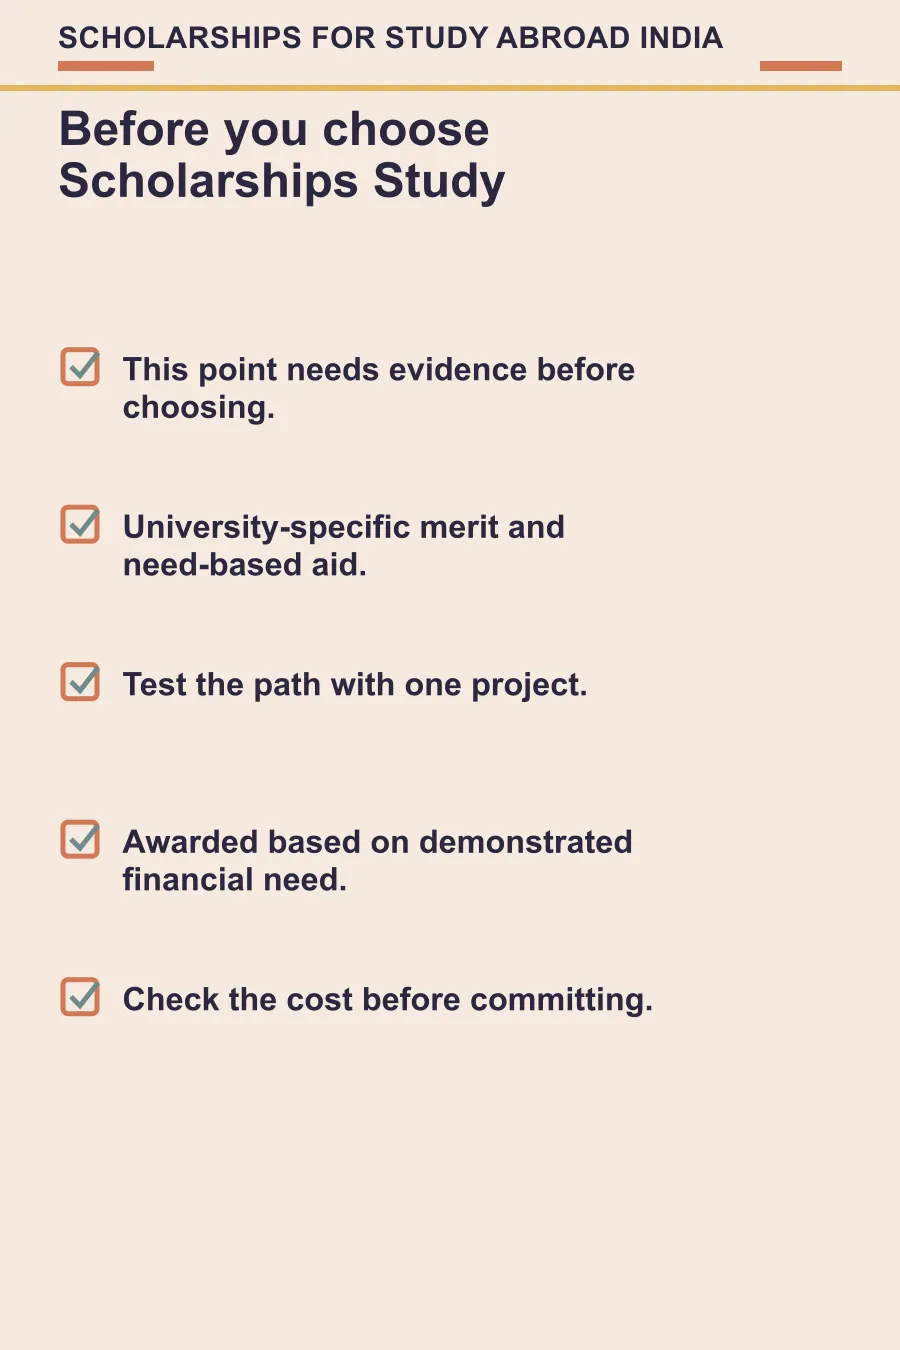 SCHOLARSHIPS FOR STUDY ABROAD INDIA
Before you choose
Scholarships Study
This point needs evidence before
choosing.
University-specific merit and
need-based aid.
Test the path with one project.
Awarded based on demonstrated
financial need.
Check the cost before committing.